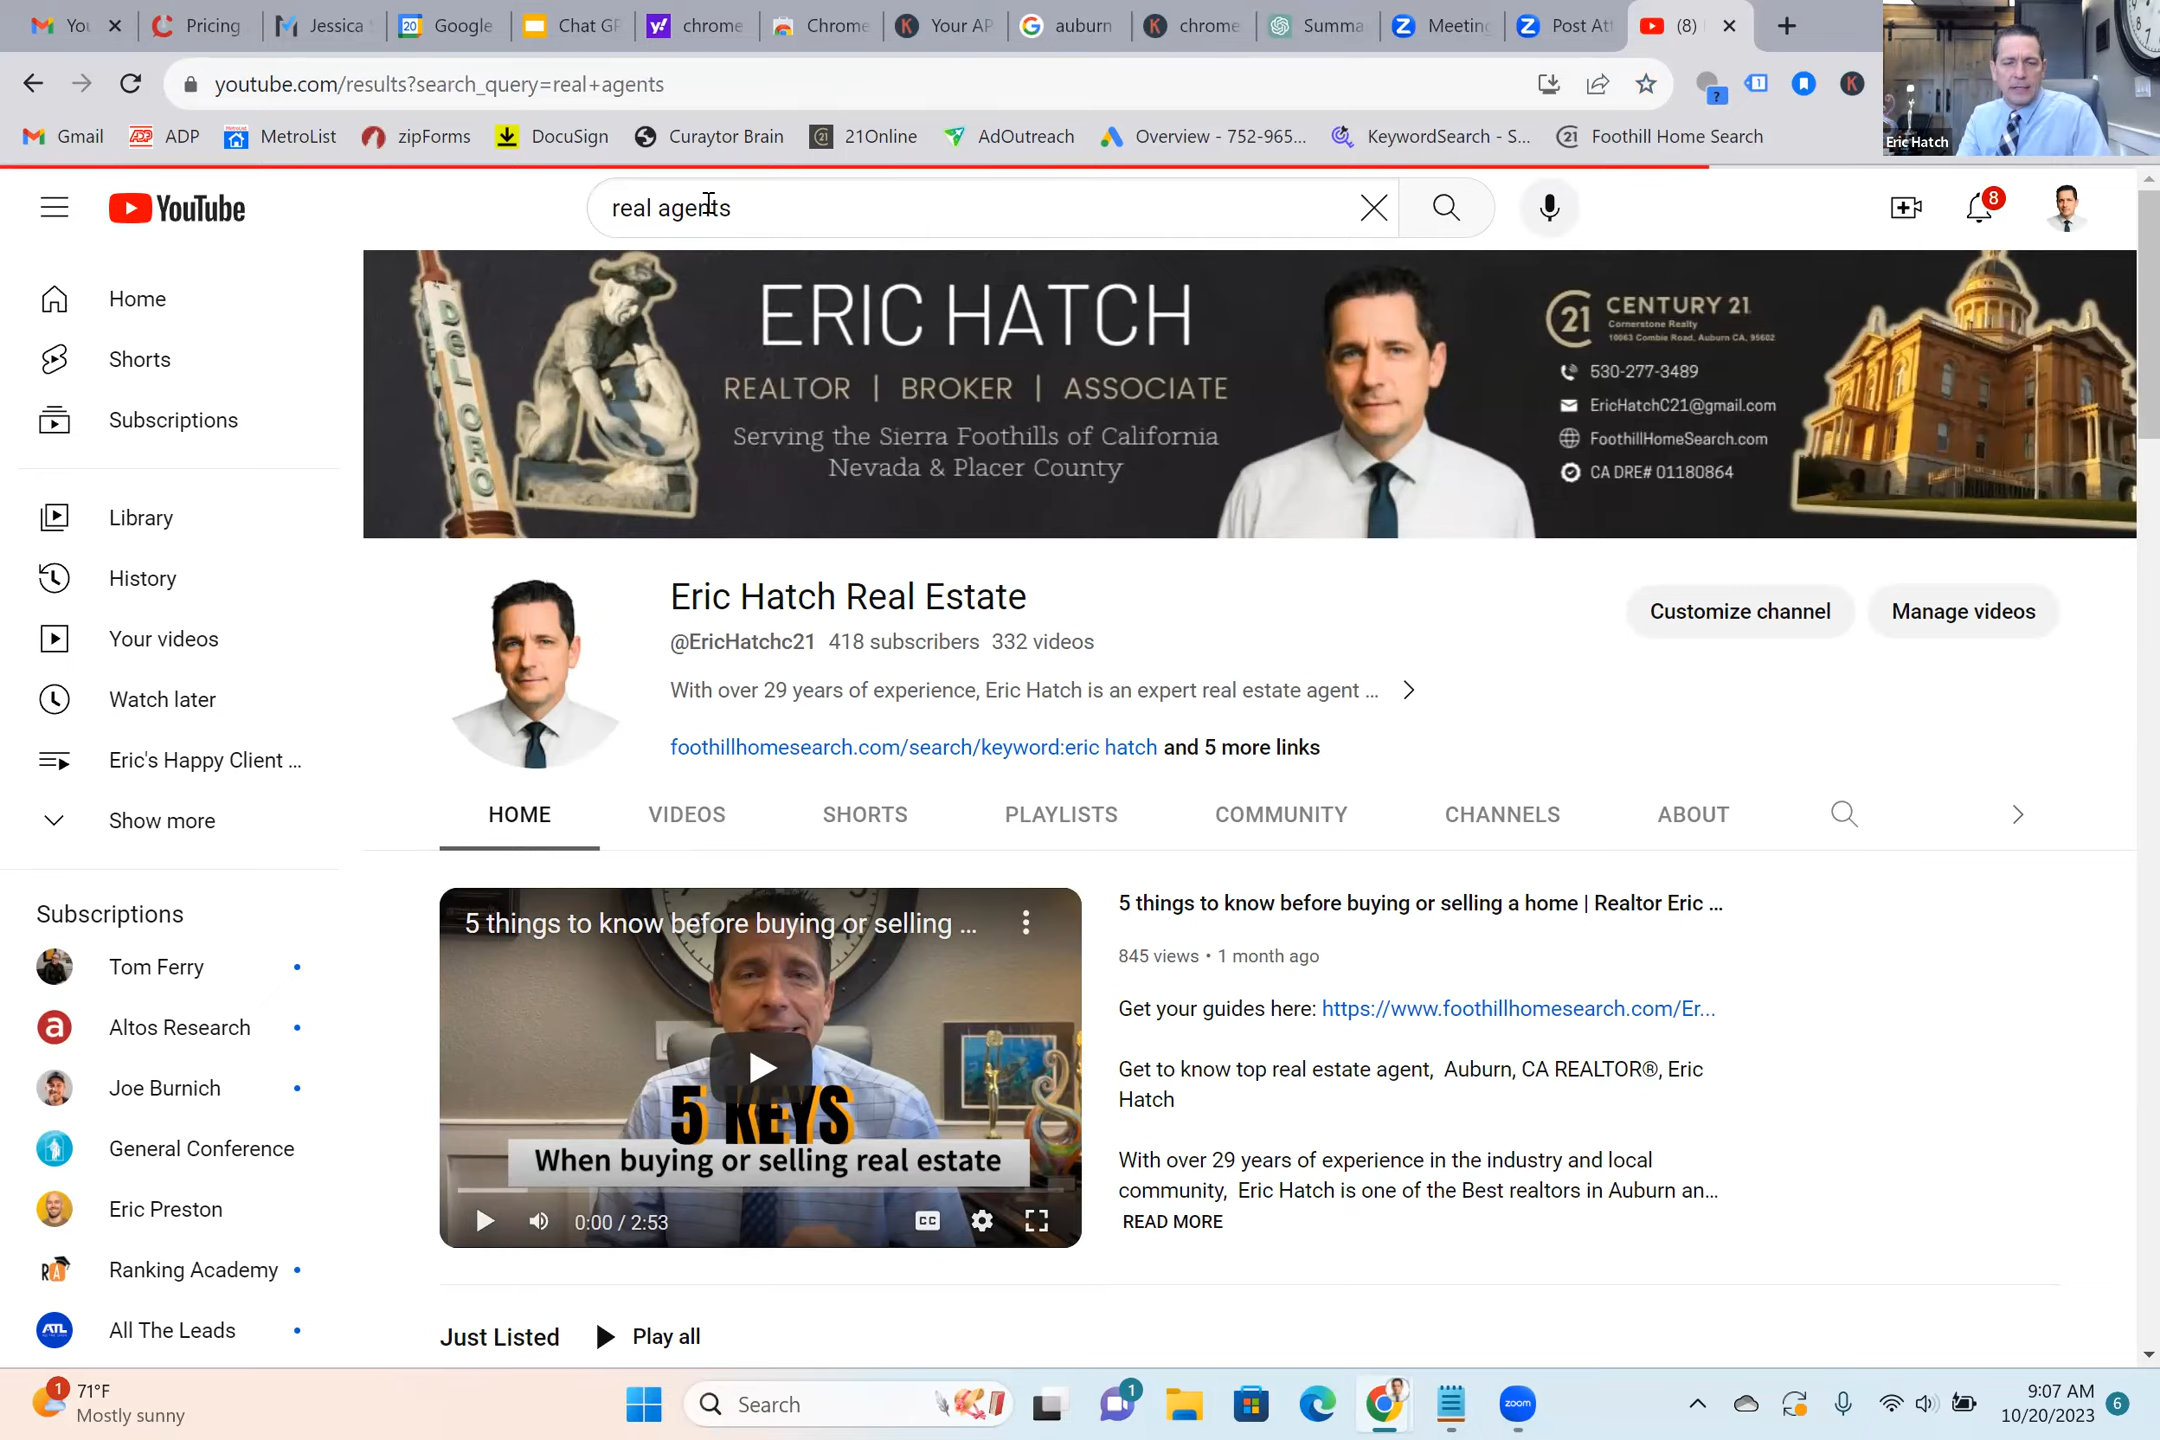 You
Pricing
Jessica
Google
Chat GP
chrome
Chrome
Your AP
auburn
chrome
Summa
Meeting
Post Att
(8)
youtube.com/results?search_query=real+agents
Gmail
ADP
MetroList
zipForms
DocuSign
Curaytor Brain
21Online
AdOutreach
Overview - 752-965...
KeywordSearch - S...
Foothill Home Search
Eric Hatch
YouTube
real agents
8
Home
Shorts
Subscriptions
Library
History
Your videos
Watch later
Eric's Happy Client ...
Show more
Subscriptions
Tom Ferry
Altos Research
Joe Burnich
General Conference
Eric Preston
Ranking Academy
All The Leads
DEL ORO
ERIC HATCH
REALTOR | BROKER | ASSOCIATE
Serving the Sierra Foothills of California
Nevada & Placer County
21 CENTURY 21
Cornerstone Realty
10063 Combie Road, Auburn CA, 95602
530-277-3489
EricHatchC21@gmail.com
FoothillHomeSearch.com
CA DRE# 01180864
Eric Hatch Real Estate
@EricHatchc21 418 subscribers 332 videos
With over 29 years of experience, Eric Hatch is an expert real estate agent ...
foothillhomesearch.com/search/keyword:eric hatch and 5 more links
Customize channel
Manage videos
HOME
VIDEOS
SHORTS
PLAYLISTS
COMMUNITY
CHANNELS
ABOUT
5 things to know before buying or selling ...
5 KEYS
When buying or selling real estate
0:00 / 2:53
CC
5 things to know before buying or selling a home | Realtor Eric ...
845 views • 1 month ago
Get your guides here: https://www.foothillhomesearch.com/Er...
Get to know top real estate agent, Auburn, CA REALTOR®, Eric
Hatch
With over 29 years of experience in the industry and local
community, Eric Hatch is one of the Best realtors in Auburn an...
READ MORE
Just Listed
Play all
1
71°F
Mostly sunny
Search
1
zoom
9:07 AM
10/20/2023
6